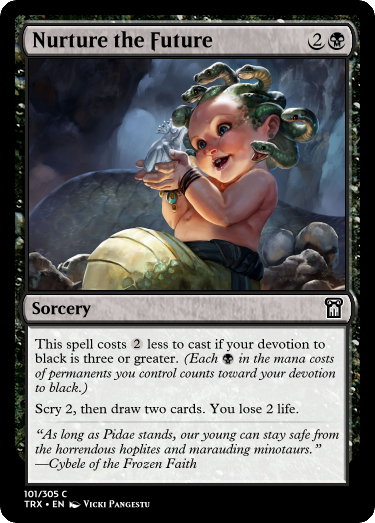 Nurture the Future 2
Sorcery
This spell costs 2 less to cast if your devotion to
black is three or greater. (Each in the mana costs
of permanents you control counts toward your devotion
to black.)
Scry 2, then draw two cards. You lose 2 life.
“As long as Pidae stands, our young can stay safe from
the horrendous hoplites and marauding minotaurs.”
—Cybele of the Frozen Faith
101/305 C
TRX • EN Vicki Pangestu